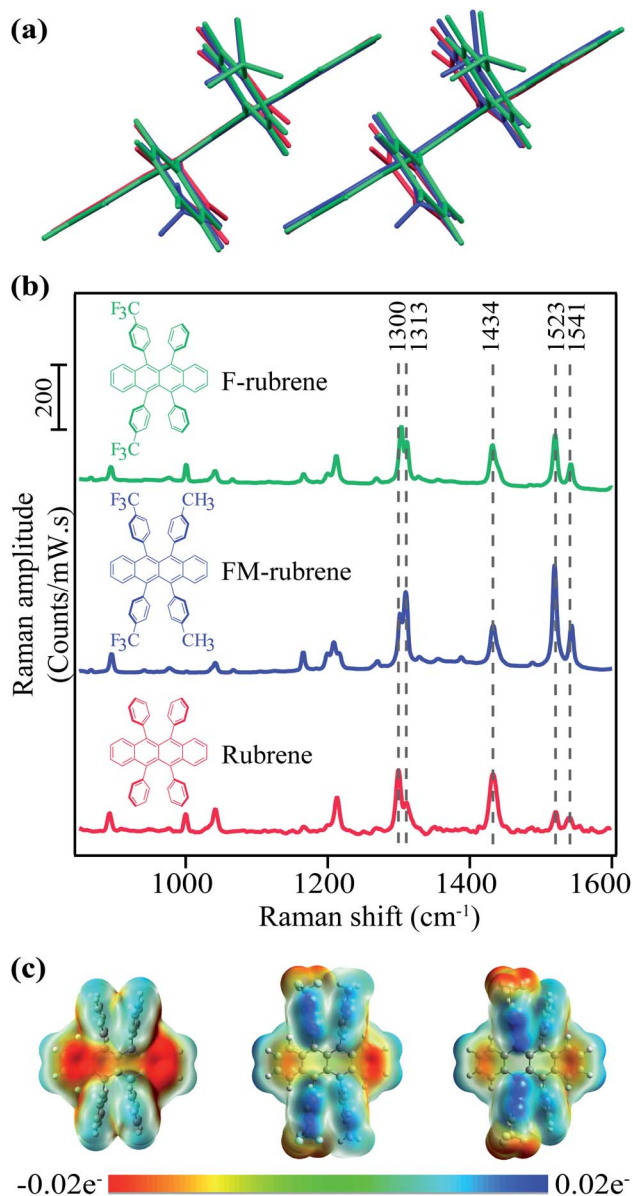 (a)
(b)
1300
1313
1434
1523
1541
200
F₃C
F₃C
F-rubrene
F₃C
CH₃
F₃C
CH₃
FM-rubrene
Rubrene
Raman amplitude
(Counts/mW.s)
1000
1200
1400
1600
Raman shift (cm⁻¹)
(c)
-0.02e⁻
0.02e⁻